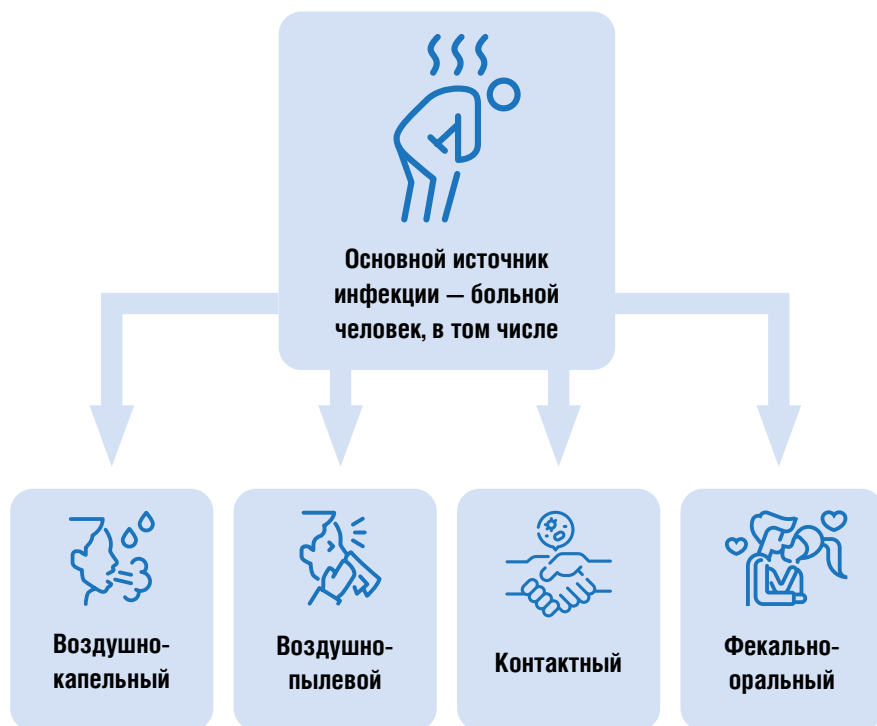 Основной источник
инфекции — больной
человек, в том числе
Воздушно-
капельный
Воздушно-
пылевой
Контактный
Фекально-
оральный